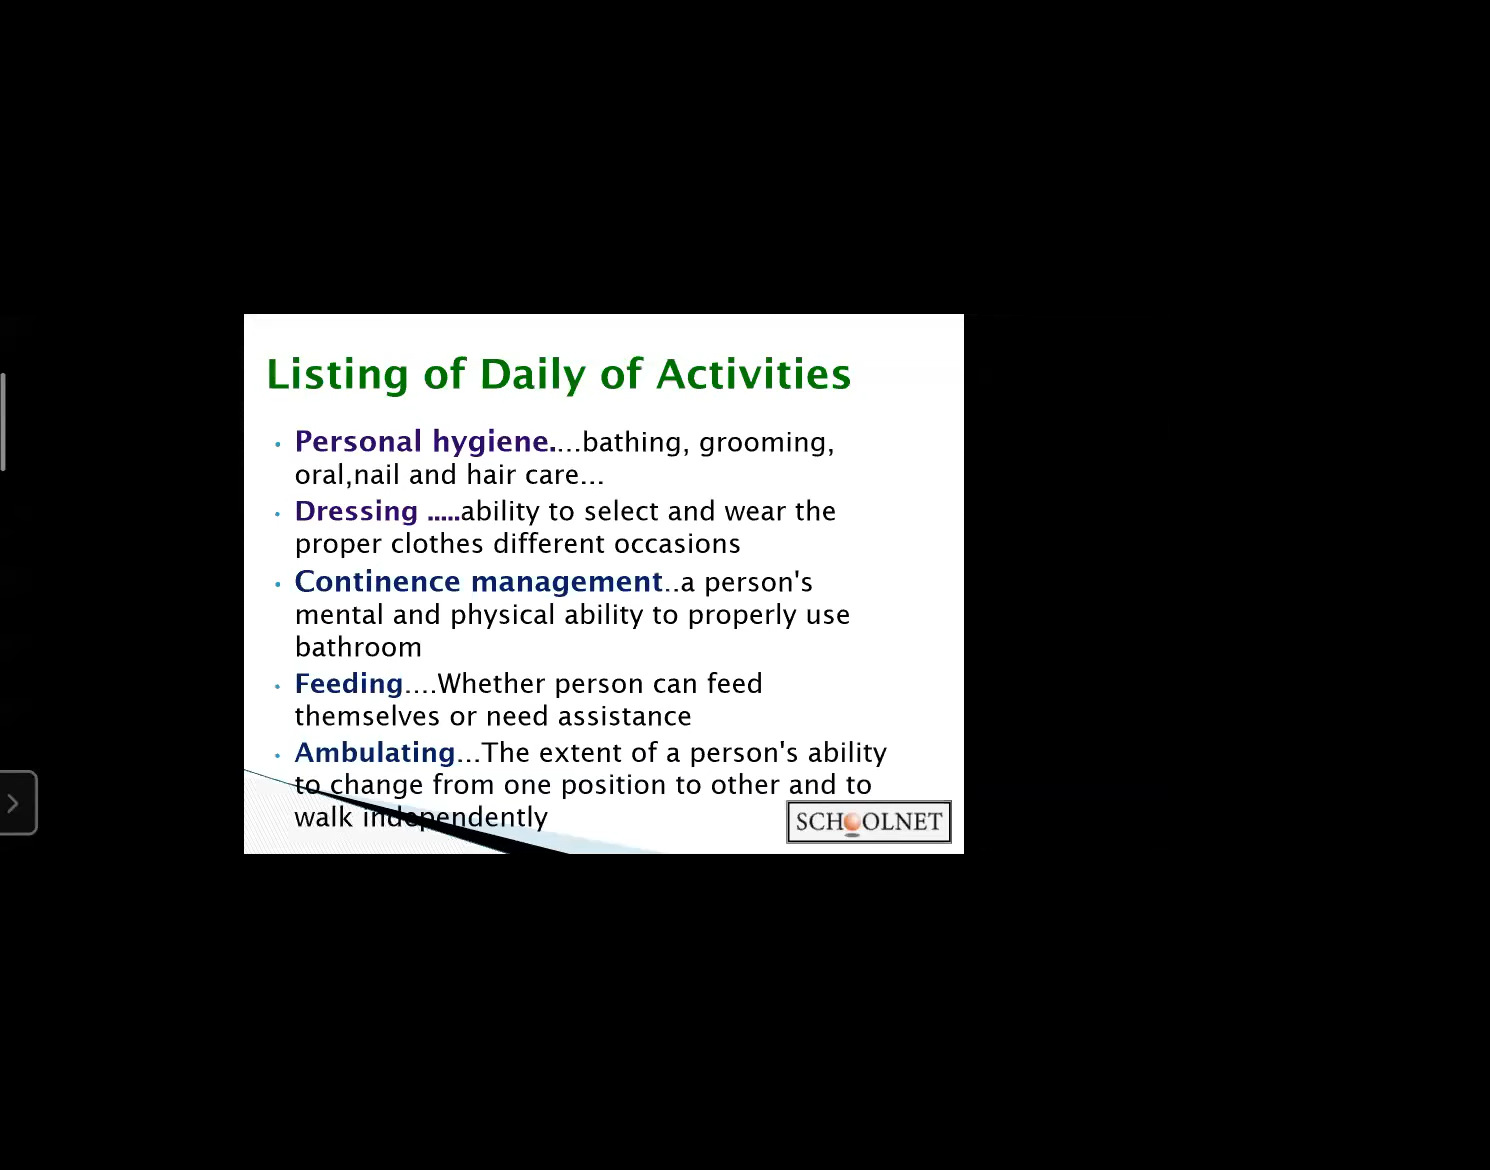 Listing of Daily of Activities
• Personal hygiene....bathing, grooming,
oral,nail and hair care...
• Dressing .....ability to select and wear the
proper clothes different occasions
• Continence management..a person's
mental and physical ability to properly use
bathroom
• Feeding....Whether person can feed
themselves or need assistance
• Ambulating...The extent of a person's ability
to change from one position to other and to
walk independently
SCHOOLNET